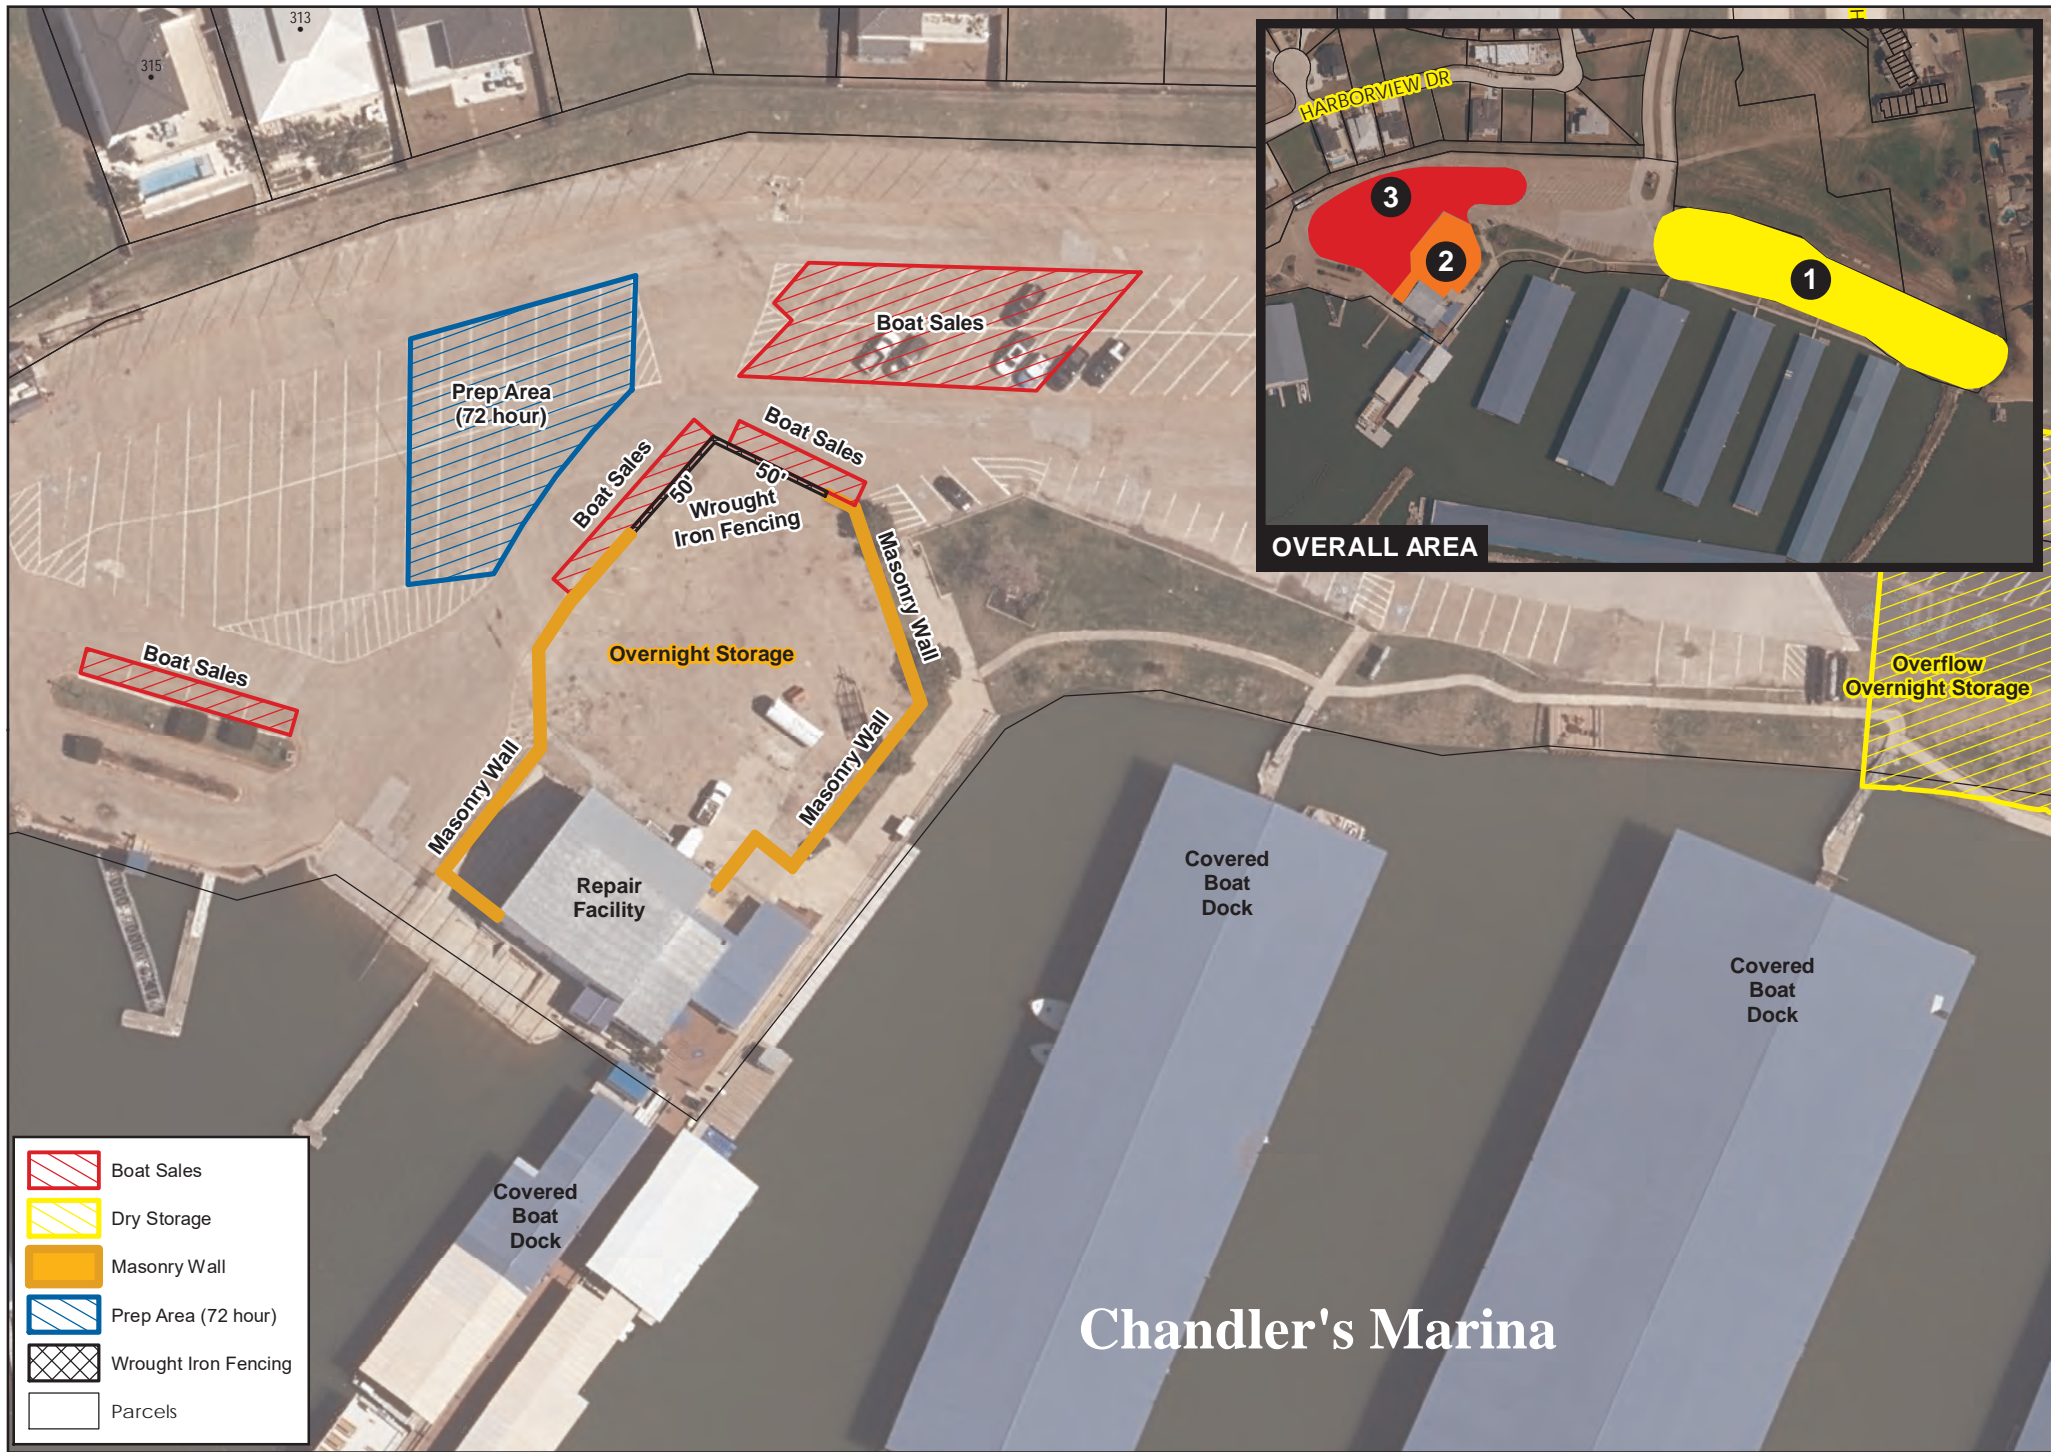 313
315
HARBORVIEW DR
3
2
1
OVERALL AREA
Boat Sales
Prep Area
(72 hour)
Boat Sales
Boat Sales
50'
50'
Wrought
Iron Fencing
Masonry Wall
Overnight Storage
Boat Sales
Overflow
Overnight Storage
Masonry Wall
Masonry Wall
Repair
Facility
Covered
Boat
Dock
Covered
Boat
Dock
Covered
Boat
Dock
Chandler's Marina
Boat Sales
Dry Storage
Masonry Wall
Prep Area (72 hour)
Wrought Iron Fencing
Parcels